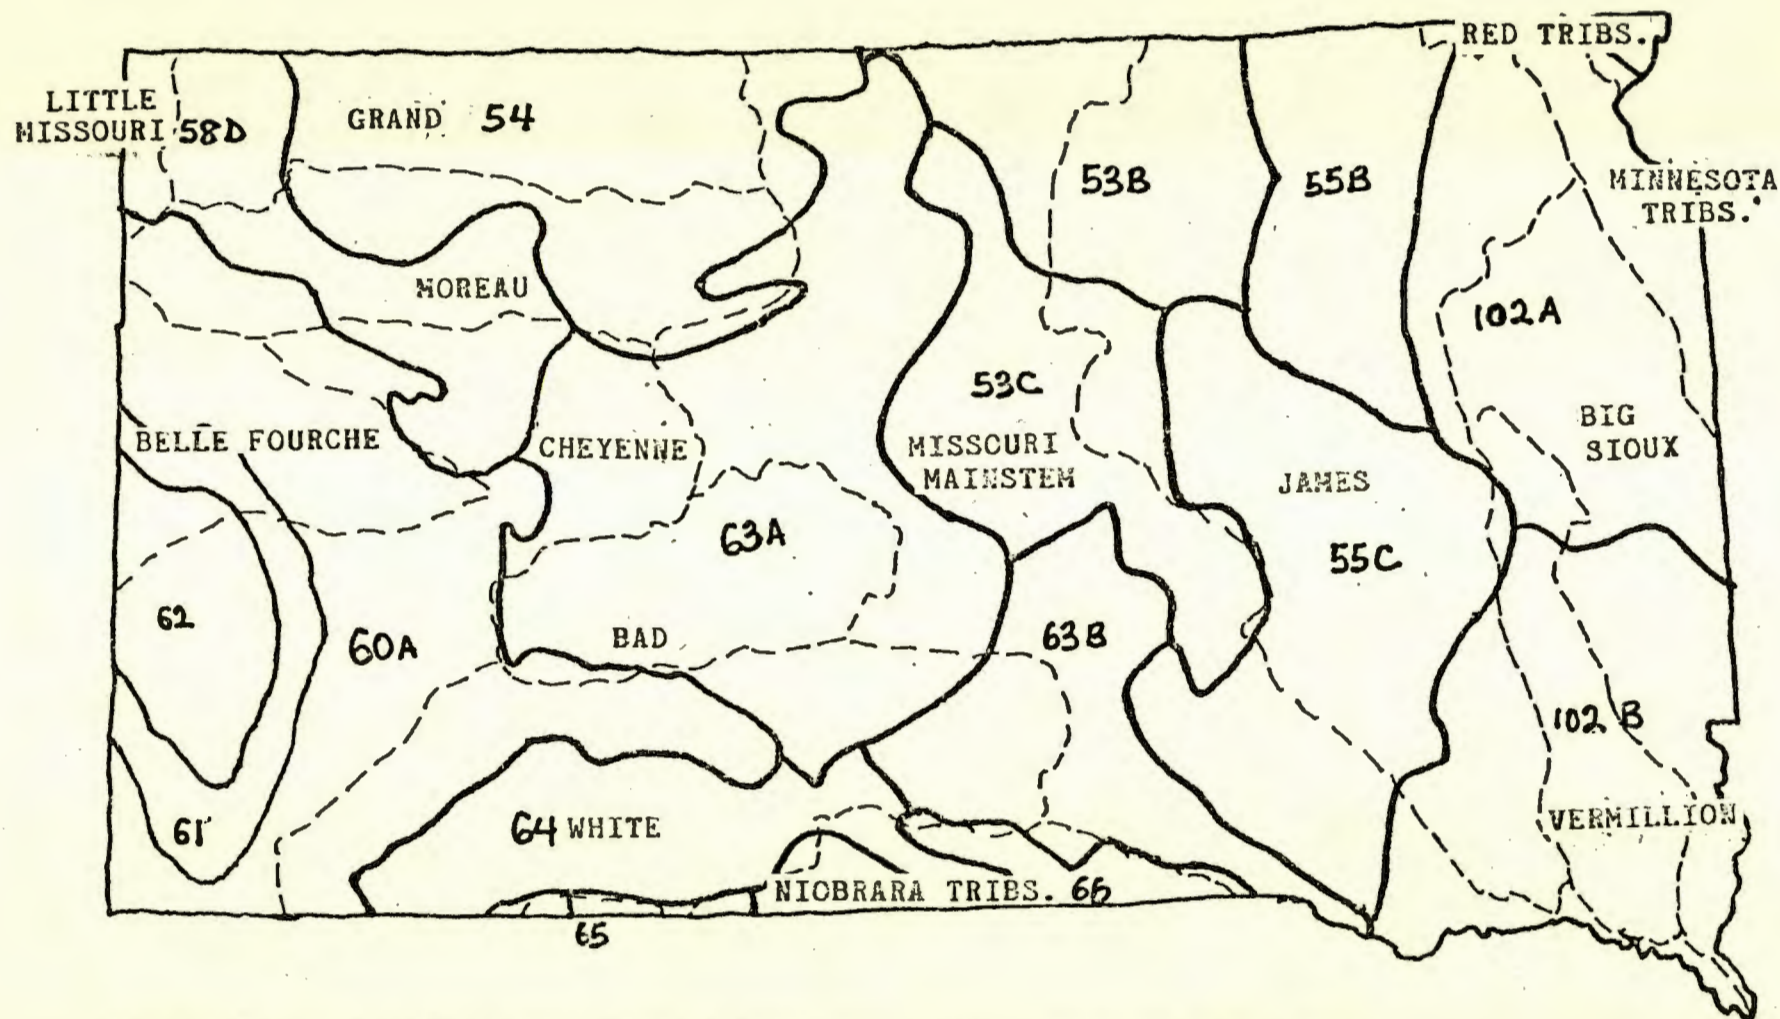 RED TRIBS.
LITTLE
MISSOURI 58D
GRAND 54
53B
55B
MINNESOTA
TRIBS.
MOREAU
102A
53C
BELLE FOURCHE
CHEYENNE
MISSOURI
MAINSTEM
BIG
SIOUX
JAMES
63A
55C
62
60A
BAD
63B
102B
61
64 WHITE
VERMILLION
NIOBRARA TRIBS. 66
65